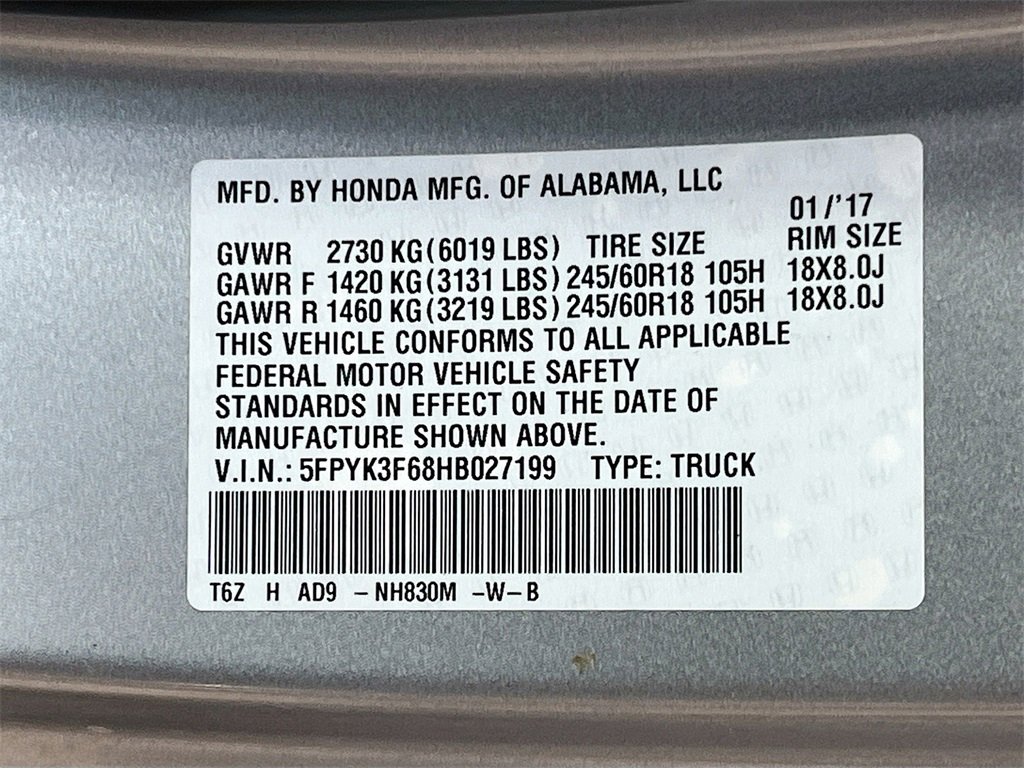 MFD. BY HONDA MFG. OF ALABAMA, LLC
01/'17
GVWR 2730 KG(6019 LBS) TIRE SIZE RIM SIZE
GAWR F 1420 KG(3131 LBS) 245/60R18 105H 18X8.0J
GAWR R 1460 KG(3219 LBS) 245/60R18 105H 18X8.0J
THIS VEHICLE CONFORMS TO ALL APPLICABLE
FEDERAL MOTOR VEHICLE SAFETY
STANDARDS IN EFFECT ON THE DATE OF
MANUFACTURE SHOWN ABOVE.
V.I.N.: 5FPYK3F68HB027199 TYPE: TRUCK
T6Z H AD9 -NH830M -W-B